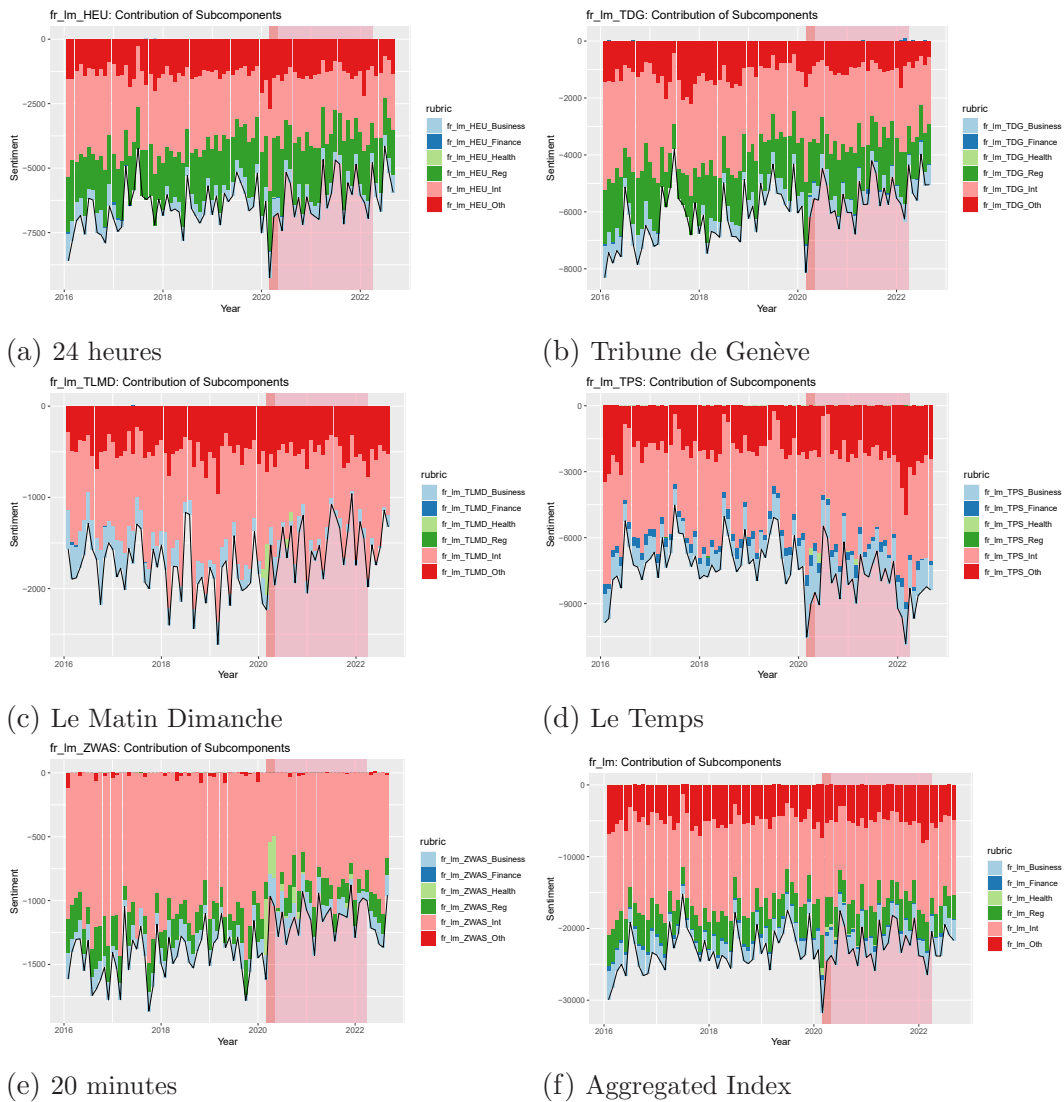 fr_lm_HEU: Contribution of Subcomponents
0
−2500
−5000
−7500
Sentiment
2016
2018
2020
2022
Year
rubric
fr_lm_HEU_Business
fr_lm_HEU_Finance
fr_lm_HEU_Health
fr_lm_HEU_Reg
fr_lm_HEU_Int
fr_lm_HEU_Oth
(a) 24 heures
fr_lm_TDG: Contribution of Subcomponents
0
−2000
−4000
−6000
−8000
Sentiment
2016
2018
2020
2022
Year
rubric
fr_lm_TDG_Business
fr_lm_TDG_Finance
fr_lm_TDG_Health
fr_lm_TDG_Reg
fr_lm_TDG_Int
fr_lm_TDG_Oth
(b) Tribune de Genève
fr_lm_TLMD: Contribution of Subcomponents
0
−1000
−2000
Sentiment
2016
2018
2020
2022
Year
rubric
fr_lm_TLMD_Business
fr_lm_TLMD_Finance
fr_lm_TLMD_Health
fr_lm_TLMD_Reg
fr_lm_TLMD_Int
fr_lm_TLMD_Oth
(c) Le Matin Dimanche
fr_lm_TPS: Contribution of Subcomponents
0
−3000
−6000
−9000
Sentiment
2016
2018
2020
2022
Year
rubric
fr_lm_TPS_Business
fr_lm_TPS_Finance
fr_lm_TPS_Health
fr_lm_TPS_Reg
fr_lm_TPS_Int
fr_lm_TPS_Oth
(d) Le Temps
fr_lm_ZWAS: Contribution of Subcomponents
0
−500
−1000
−1500
Sentiment
2016
2018
2020
2022
Year
rubric
fr_lm_ZWAS_Business
fr_lm_ZWAS_Finance
fr_lm_ZWAS_Health
fr_lm_ZWAS_Reg
fr_lm_ZWAS_Int
fr_lm_ZWAS_Oth
(e) 20 minutes
fr_lm: Contribution of Subcomponents
0
−10000
−20000
−30000
Sentiment
2016
2018
2020
2022
Year
rubric
fr_lm_Business
fr_lm_Finance
fr_lm_Health
fr_lm_Reg
fr_lm_Int
fr_lm_Oth
(f) Aggregated Index